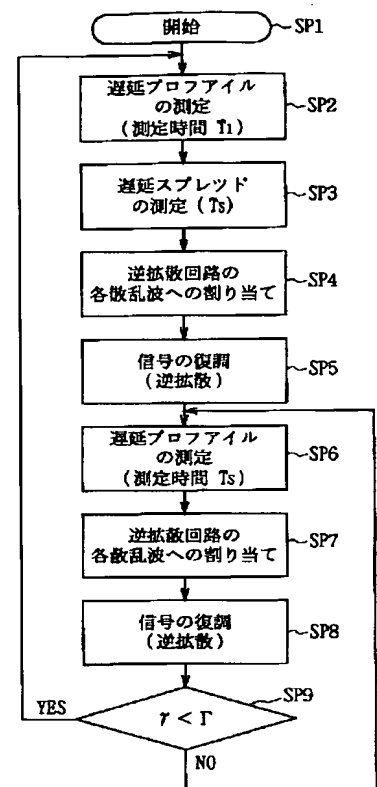 開始
SP1
遅延プロフアイル
の測定
(測定時間 T1)
SP2
遅延スプレツド
の測定 (Ts)
SP3
逆拡散回路の
各散乱波への割り当て
SP4
信号の復調
(逆拡散)
SP5
遅延プロフアイル
の測定
(測定時間 Ts)
SP6
逆拡散回路の
各散乱波への割り当て
SP7
信号の復調
(逆拡散)
SP8
SP9
γ < Γ
YES
NO